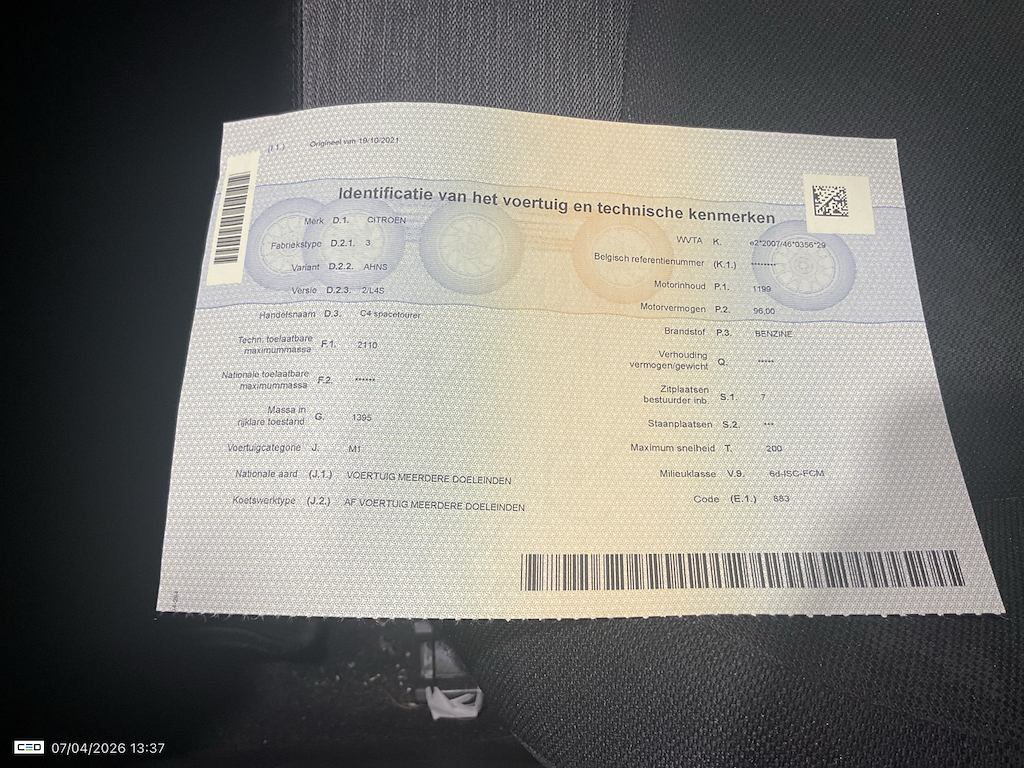 (I.1.) Origineel van 19/10/2021
Identificatie van het voertuig en technische kenmerken
Merk D.1. CITROEN
Fabriekstype D.2.1. 3
Variant D.2.2. AHNS
Versie D.2.3. 2/L4S
Handelsnaam D.3. C4 spacetourer
Techn. toelaatbare
maximummassa F.1. 2110
Nationale toelaatbare
maximummassa F.2. ******
Massa in
rijklare toestand G. 1395
Voertuigcategorie J. M1
Nationale aard (J.1.) VOERTUIG MEERDERE DOELEINDEN
Koetswerktype (J.2.) AF VOERTUIG MEERDERE DOELEINDEN
WVTA K. e2*2007/46*0356*29
Belgisch referentienummer (K.1.) ********
Motorinhoud P.1. 1199
Motorvermogen P.2. 96,00
Brandstof P.3. BENZINE
Verhouding
vermogen/gewicht Q. *****
Zitplaatsen
bestuurder inb. S.1. 7
Staanplaatsen S.2. ***
Maximum snelheid T. 200
Milieuklasse V.9. 6d-ISC-FCM
Code (E.1.) 883
CEO 07/04/2026 13:37